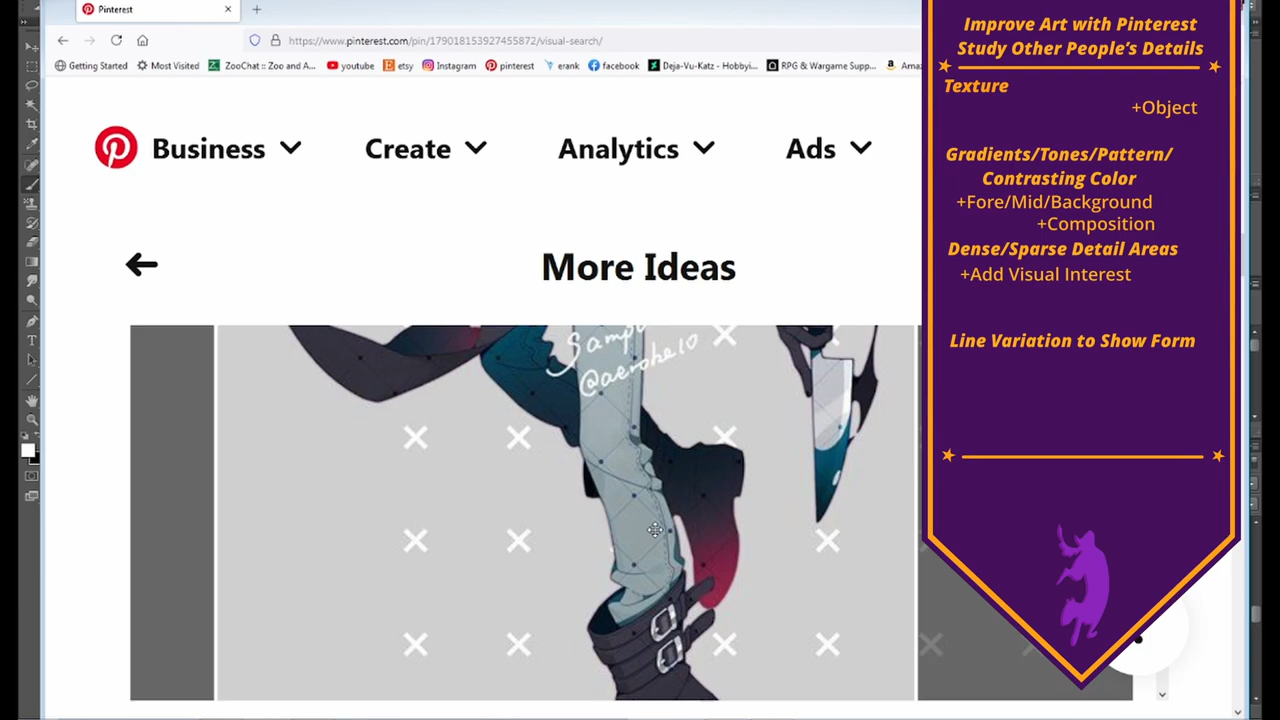 Pinterest
https://www.pinterest.com/pin/179018153927455872/visual-search/
Getting Started
Most Visited
ZooChat :: Zoo and A...
youtube
etsy
Instagram
pinterest
erank
facebook
Deja-Vu-Katz - Hobbyi...
RPG & Wargame Supp...
Amaz
Business
Create
Analytics
Ads
More Ideas
@aeroke10
Improve Art with Pinterest
Study Other People's Details
Texture
+Object
Gradients/Tones/Pattern/
Contrasting Color
+Fore/Mid/Background
+Composition
Dense/Sparse Detail Areas
+Add Visual Interest
Line Variation to Show Form